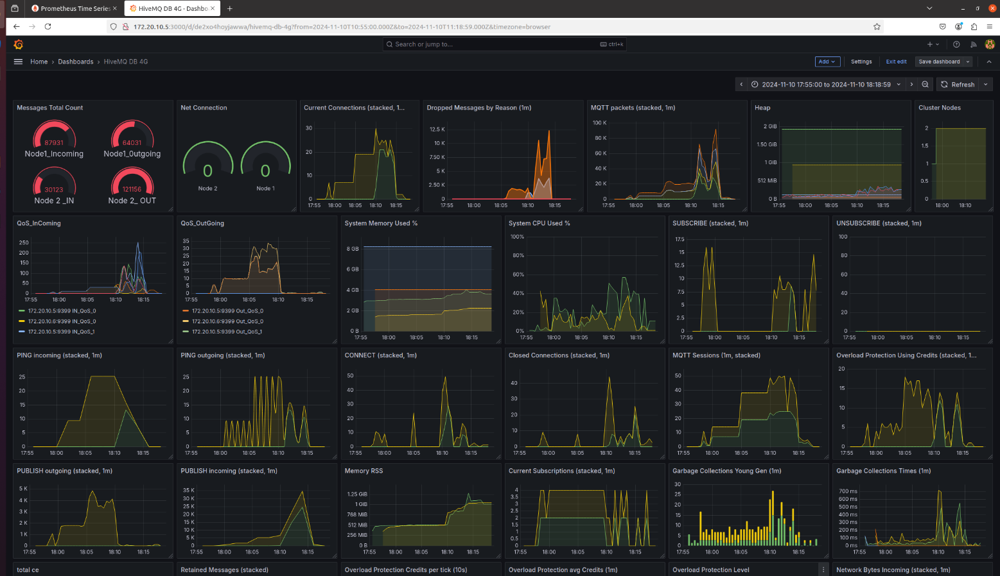 Prometheus Time Series
HiveMQ DB 4G - Dashbo
172.20.10.5:3000/d/de2xo4hoyjawwa/hivemq-db-4g?from=2024-11-10T10:55:00.000Z&to=2024-11-10T11:18:59.000Z&timezone=browser
Search or jump to... ctrl+k
Home > Dashboards > HiveMQ DB 4G
Add Settings Exit edit Save dashboard
2024-11-10 17:55:00 to 2024-11-10 18:18:59 Refresh
Messages Total Count
87931
Node1_Incoming
64031
Node1_Outgoing
30123
Node 2 _IN
121156
Node 2_ OUT
Net Connection
0
Node 2
0
Node 1
Current Connections (stacked, 1...
30
20
10
0
17:55 18:00 18:05 18:10 18:15
Dropped Messages by Reason (1m)
12.5 K
10 K
7.50 K
5 K
2.50 K
0
17:55 18:00 18:05 18:10 18:15
MQTT packets (stacked, 1m)
100 K
80 K
60 K
40 K
20 K
0
17:55 18:00 18:05 18:10 18:15
Heap
2 GiB
1.50 GiB
1 GiB
512 MiB
0 B
17:55 18:00 18:05 18:10 18:15
Cluster Nodes
2
1.5
1
0.5
0
18:00 18:10
QoS_InComing
250
200
150
100
50
0
17:55 18:00 18:05 18:10 18:15
172.20.10.5:9399 IN_QoS_0
172.20.10.6:9399 IN_QoS_0
172.20.10.5:9399 IN_QoS_1
QoS_OutGoing
35
30
25
20
15
10
5
0
17:55 18:00 18:05 18:10 18:15
172.20.10.5:9399 Out_QoS_0
172.20.10.6:9399 Out_QoS_0
172.20.10.5:9399 Out_QoS_1
System Memory Used %
8 GB
6 GB
4 GB
2 GB
0 B
17:55 18:00 18:05 18:10 18:15
System CPU Used %
100%
80%
60%
40%
20%
0%
17:55 18:00 18:05 18:10 18:15
SUBSCRIBE (stacked, 1m)
17.5
15
12.5
10
7.5
5
2.5
0
17:55 18:00 18:05 18:10 18:15
UNSUBSCRIBE (stacked, 1m)
100
80
60
40
20
0
17:55 18:00 18:05 18:10 18:15
PING incoming (stacked, 1m)
25
20
15
10
5
0
17:55 18:00 18:05 18:10 18:15
PING outgoing (stacked, 1m)
25
20
15
10
5
0
17:55 18:00 18:05 18:10 18:15
CONNECT (stacked, 1m)
50
40
30
20
10
0
17:55 18:00 18:05 18:10 18:15
Closed Connections (stacked, 1m)
40
30
20
10
0
17:55 18:00 18:05 18:10 18:15
MQTT Sessions (1m, stacked)
50
40
30
20
10
0
17:55 18:00 18:05 18:10 18:15
Overload Protection Using Credits (stacked, 1...
20
15
10
5
0
17:55 18:00 18:05 18:10 18:15
PUBLISH outgoing (stacked, 1m)
5 K
4 K
3 K
2 K
1 K
0
17:55 18:00 18:05 18:10 18:15
PUBLISH incoming (stacked, 1m)
35 K
30 K
25 K
20 K
15 K
10 K
5 K
0
17:55 18:00 18:05 18:10 18:15
Memory RSS
1.25 GiB
1 GiB
768 MiB
512 MiB
256 MiB
0 B
17:55 18:00 18:05 18:10 18:15
Current Subscriptions (stacked, 1m)
4
3.5
3
2.5
2
1.5
1
0.5
0
17:55 18:00 18:05 18:10 18:15
Garbage Collections Young Gen (1m)
30
25
20
15
10
5
0
17:55 18:00 18:05 18:10 18:15
Garbage Collections Times (1m)
700 ms
600 ms
500 ms
400 ms
300 ms
200 ms
100 ms
0 ms
17:55 18:00 18:05 18:10 18:15
total ce
Retained Messages (stacked)
Overload Protection Credits per tick (10s)
Overload Protection avg Credits (1m)
Overload Protection Level
Network Bytes Incoming (stacked, 1m)